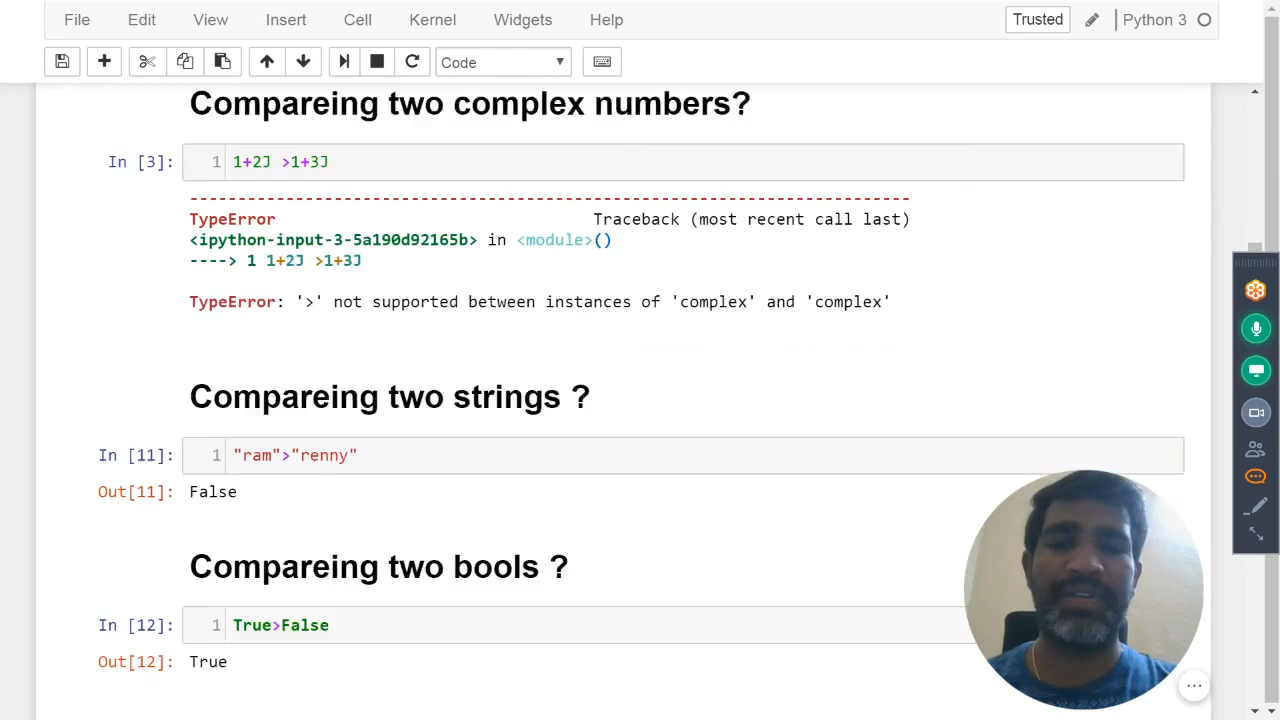 File Edit View Insert Cell Kernel Widgets Help Trusted Python 3
Code
Compareing two complex numbers?
In [3]: 1 1+2J >1+3J
---------------------------------------------------------------------------
TypeError Traceback (most recent call last)
<ipython-input-3-5a190d92165b> in <module>()
----> 1 1+2J >1+3J
TypeError: '>' not supported between instances of 'complex' and 'complex'
Compareing two strings ?
In [11]: 1 "ram">"renny"
Out[11]: False
Compareing two bools ?
In [12]: 1 True>False
Out[12]: True